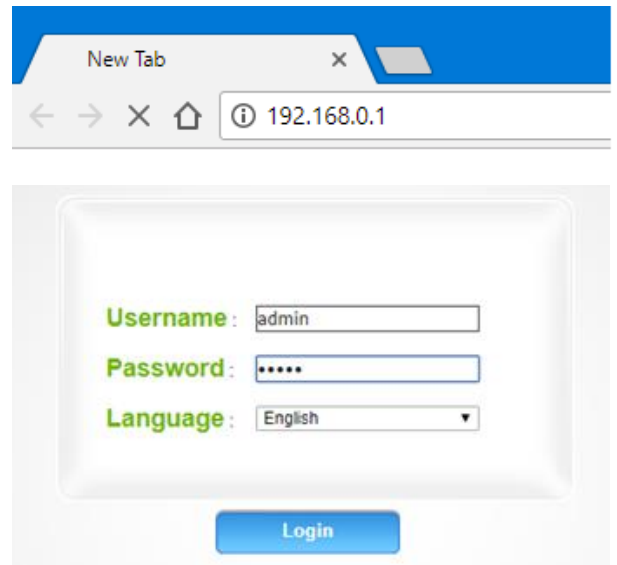 New Tab
192.168.0.1
Username : admin
Password : •••••
Language : English
Login